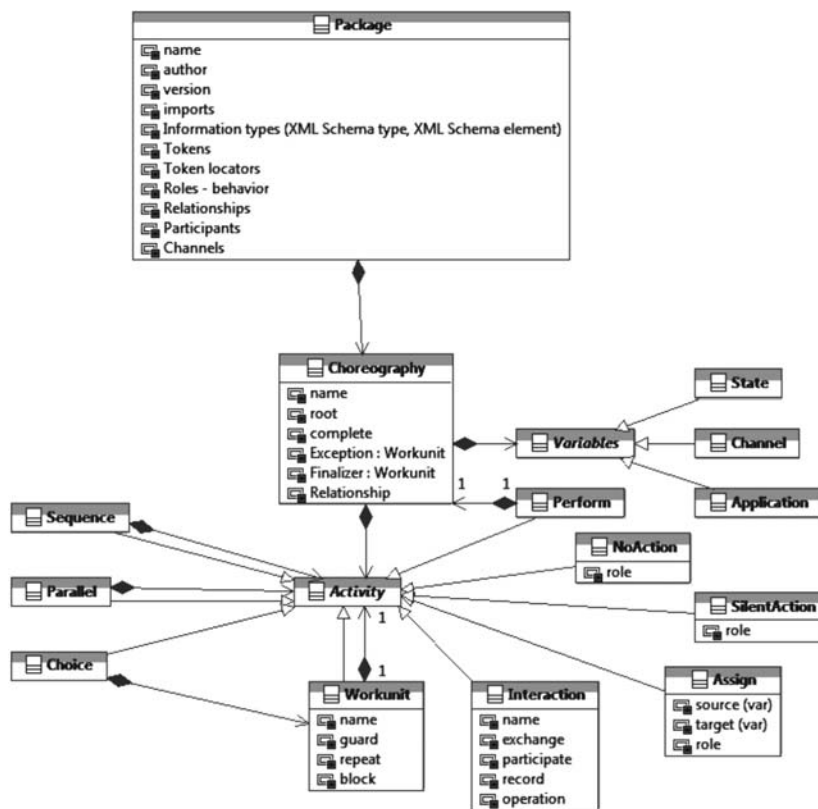 Package
name
author
version
imports
Information types (XML Schema type, XML Schema element)
Tokens
Token locators
Roles - behavior
Relationships
Participants
Channels
Choreography
name
root
complete
Exception : Workunit
Finalizer : Workunit
Relationship
State
Variables
Channel
Application
1
1
Perform
Sequence
NoAction
role
Parallel
Activity
SilentAction
role
1
Choice
1
Workunit
name
guard
repeat
block
Interaction
name
exchange
participate
record
operation
Assign
source (var)
target (var)
role